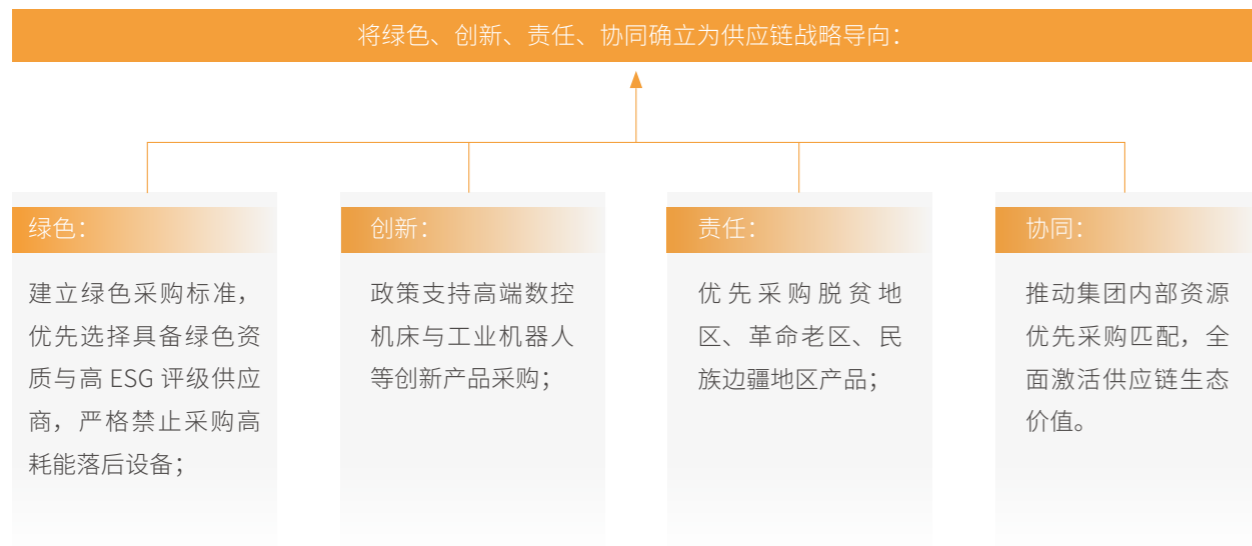 将绿色、创新、责任、协同确立为供应链战略导向：
绿色：
建立绿色采购标准，
优先选择具备绿色资
质与高 ESG 评级供应
商，严格禁止采购高
耗能落后设备；
创新：
政策支持高端数控
机床与工业机器人
等创新产品采购；
责任：
优先采购脱贫地
区、革命老区、民
族边疆地区产品；
协同：
推动集团内部资源
优先采购匹配，全
面激活供应链生态
价值。